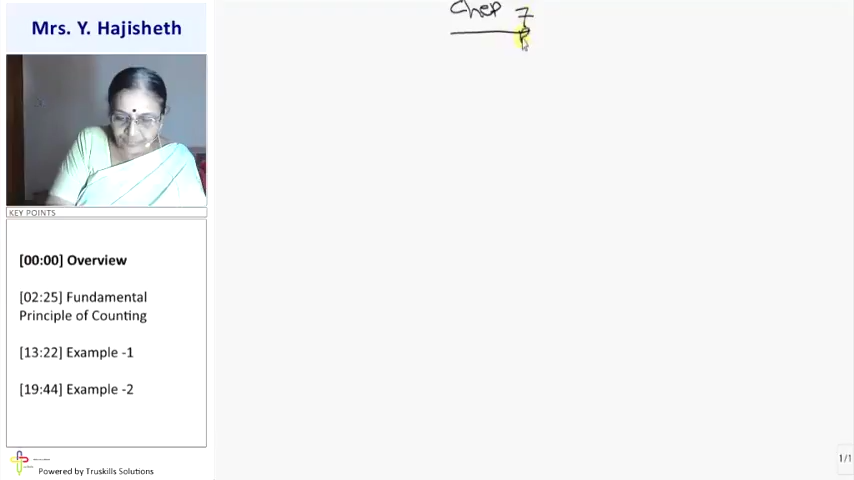 Mrs. Y. Hajisheth
Chap 7
P
KEY POINTS
[00:00] Overview
[02:25] Fundamental
Principle of Counting
[13:22] Example -1
[19:44] Example -2
Powered by Truskills Solutions
1/1